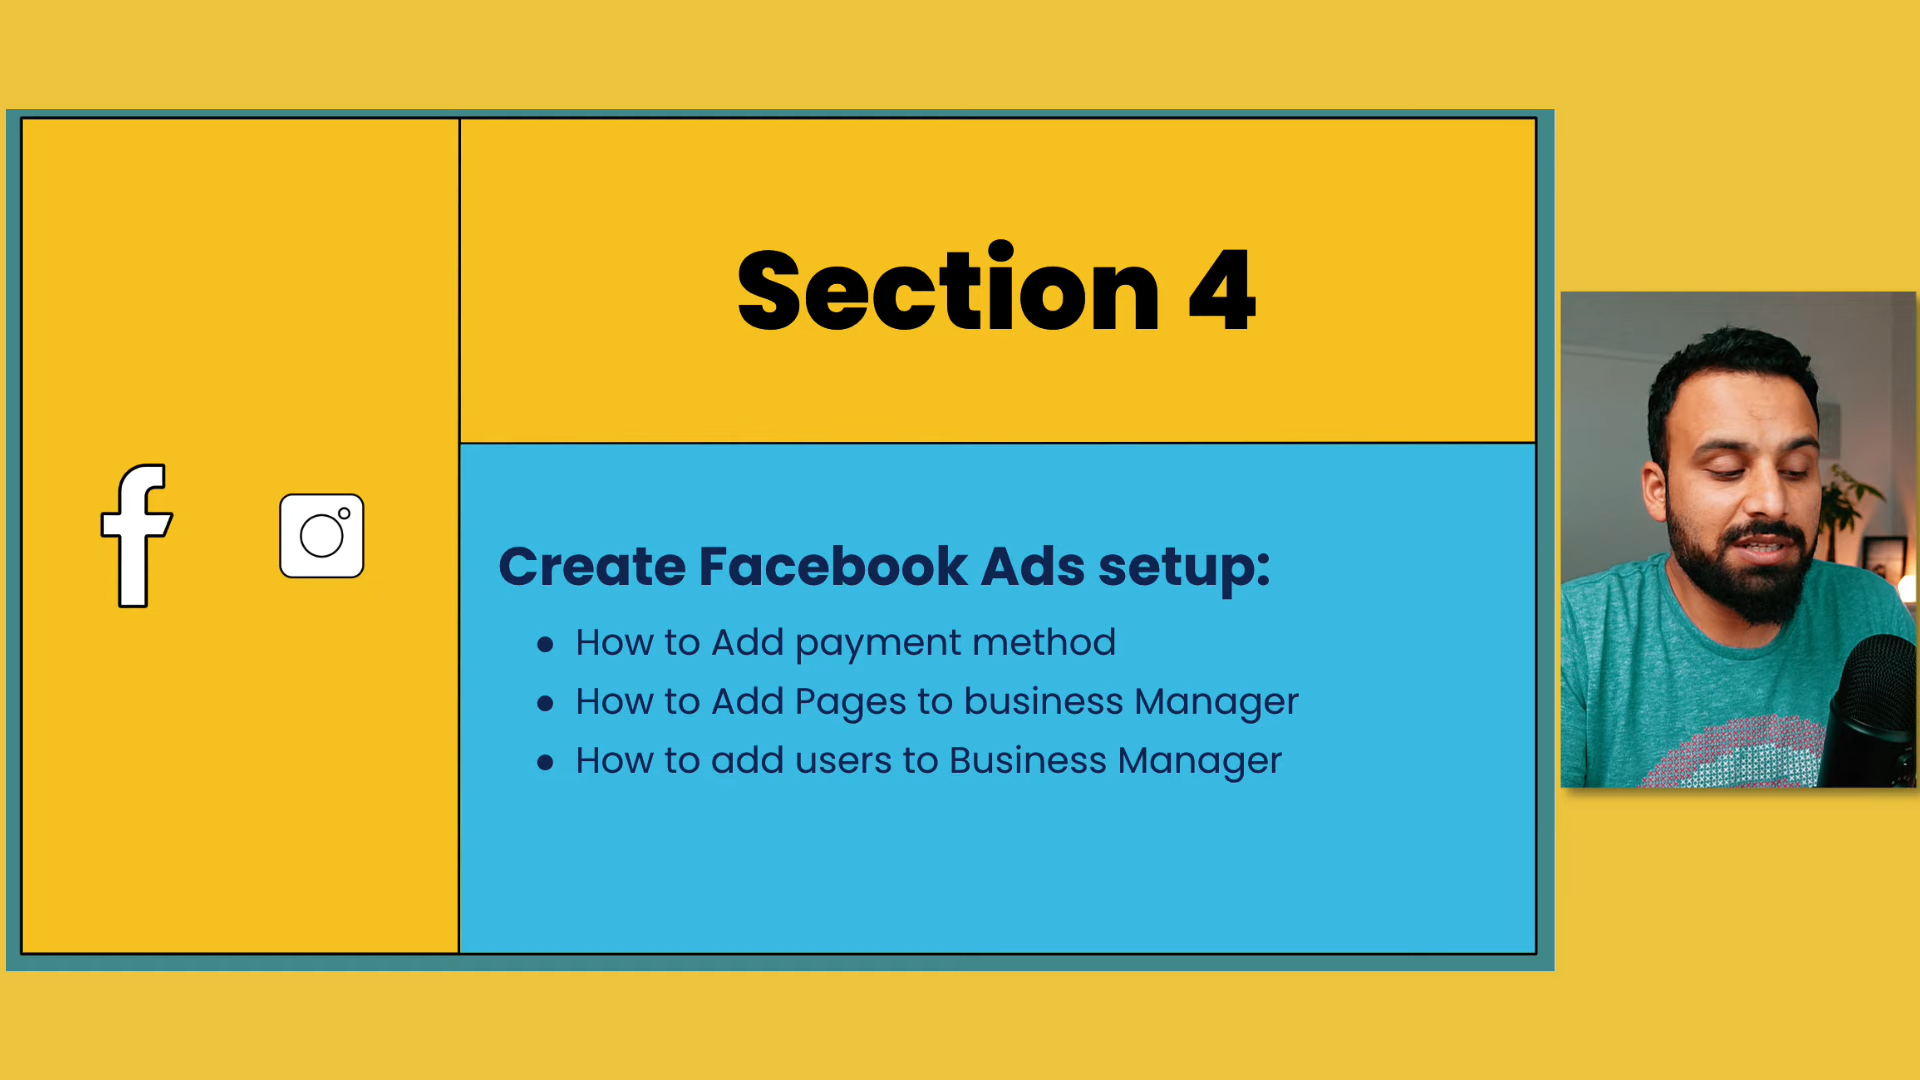 Section 4
Create Facebook Ads setup:
● How to Add payment method
● How to Add Pages to business Manager
● How to add users to Business Manager